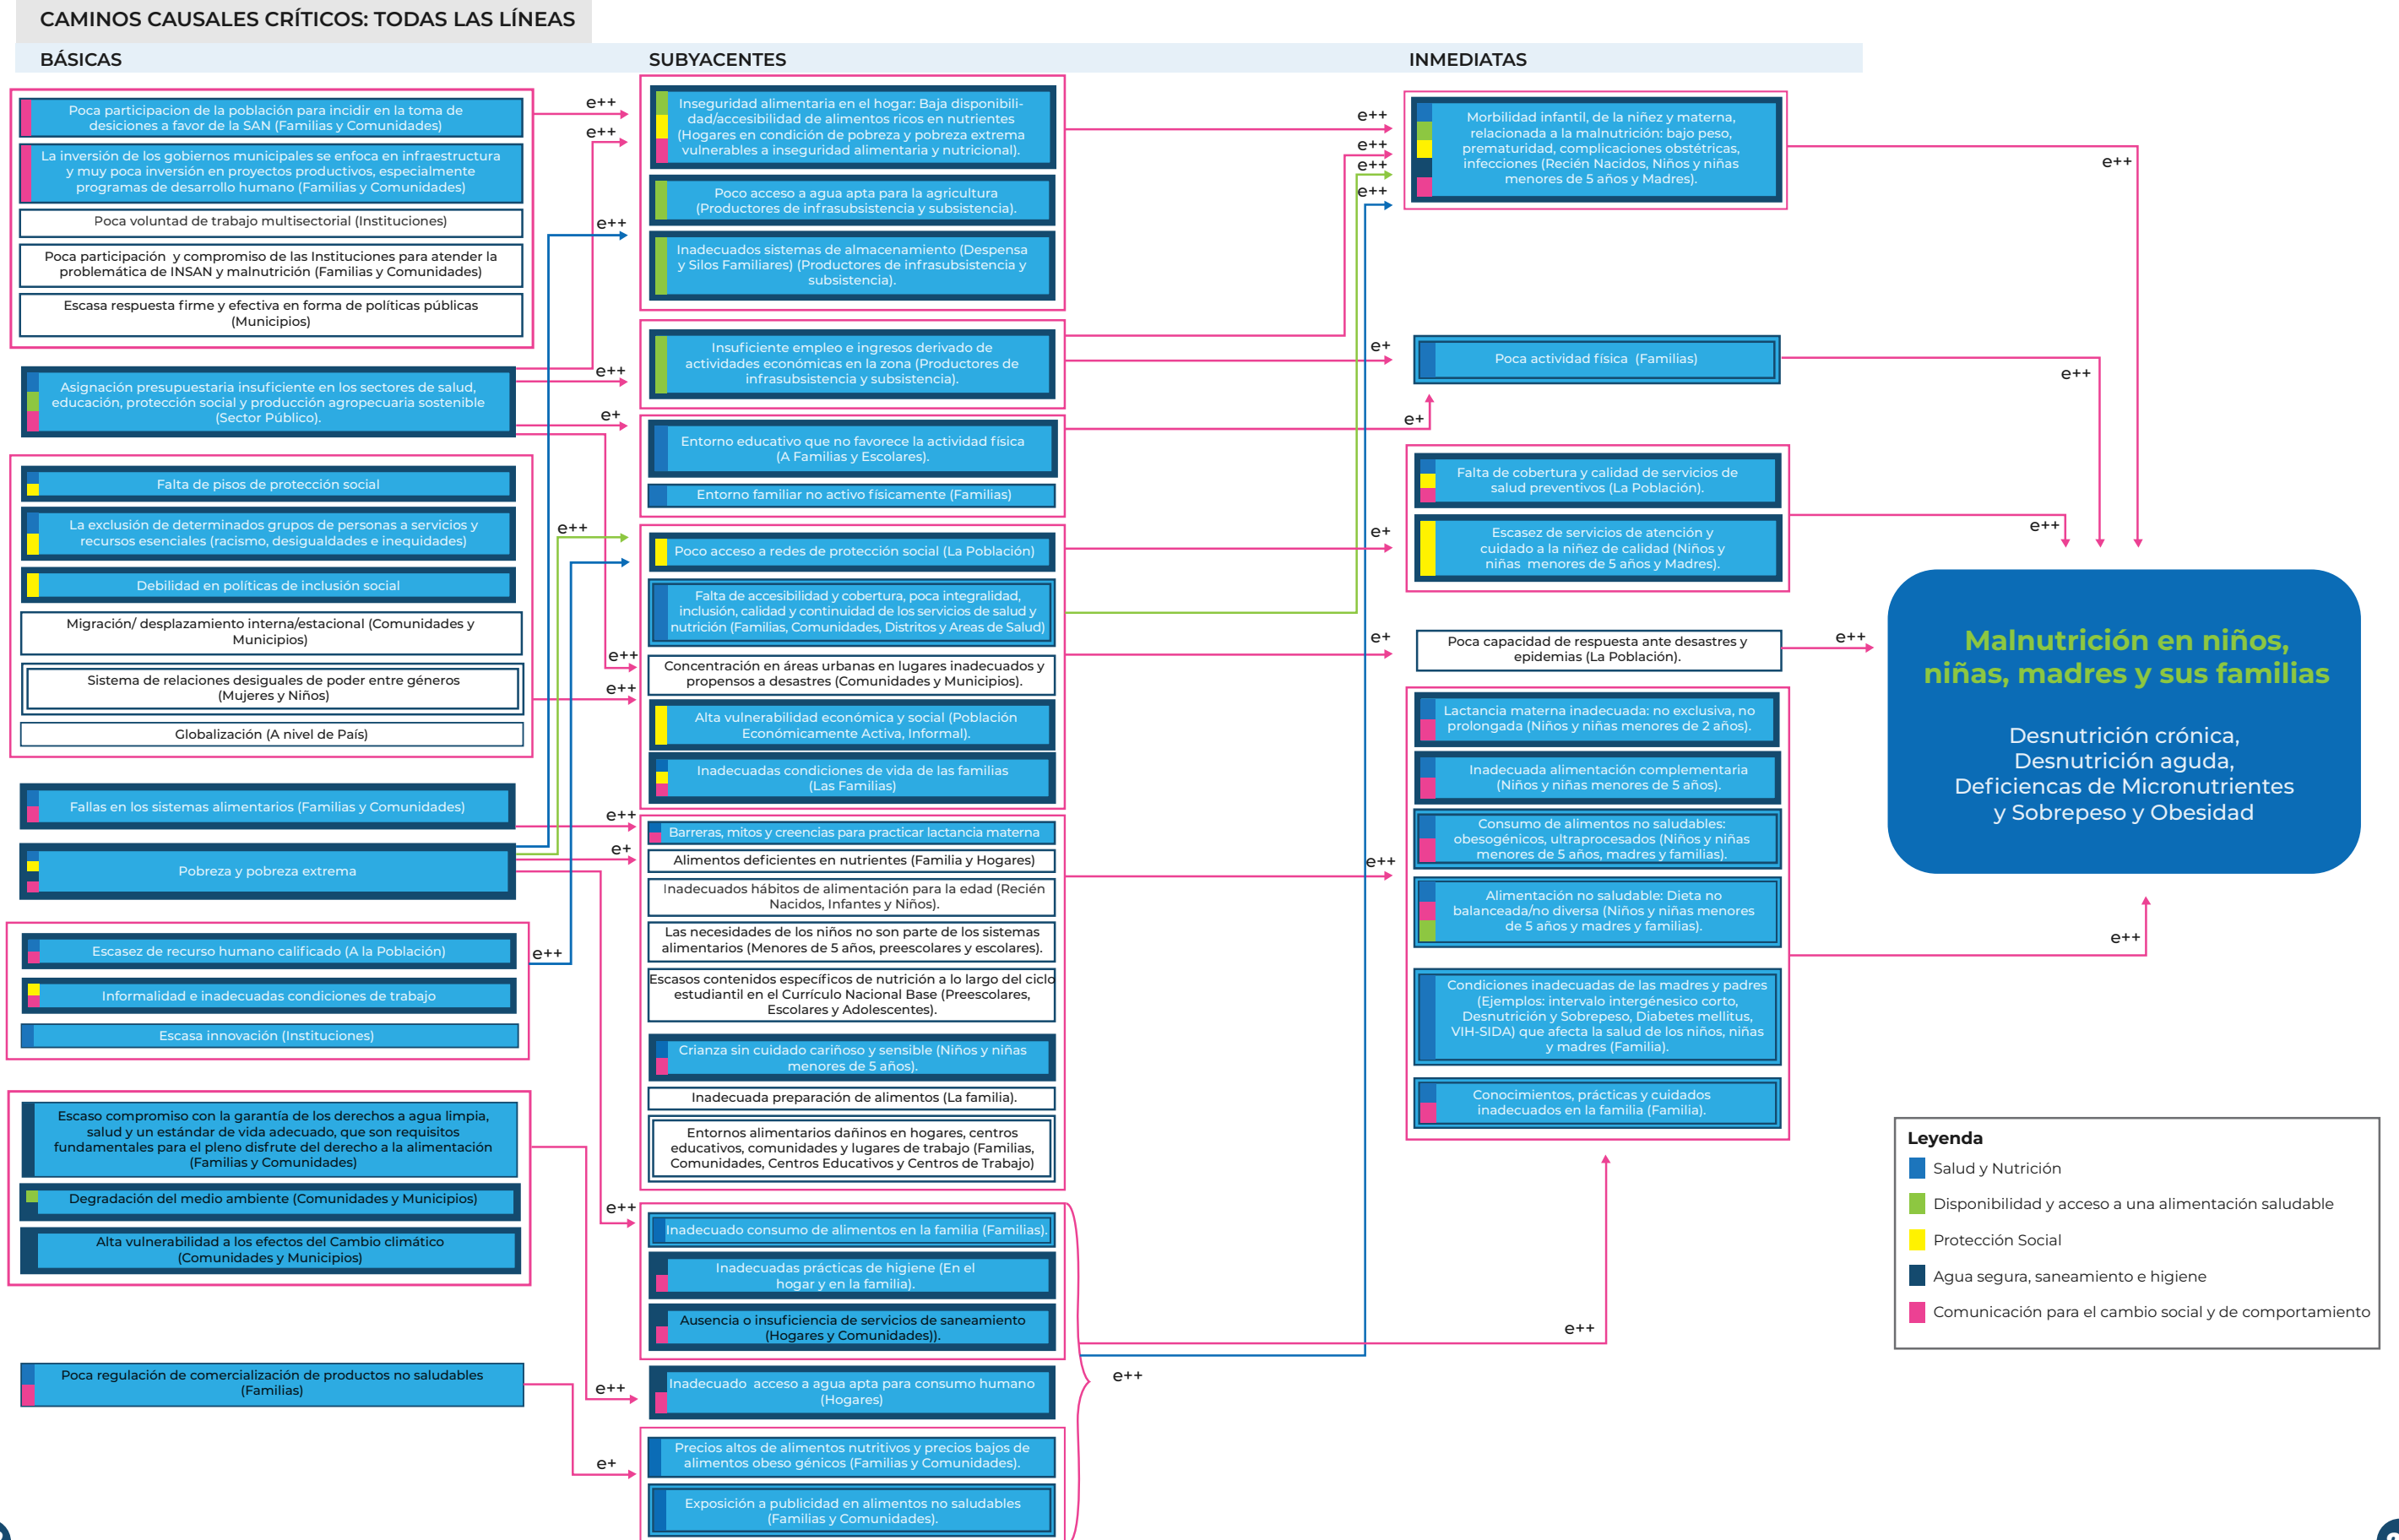 CAMINOS CAUSALES CRÍTICOS: TODAS LAS LÍNEAS
BÁSICAS
Poca participacion de la población para incidir en la toma de
desiciones a favor de la SAN (Familias y Comunidades)
La inversión de los gobiernos municipales se enfoca en infraestructura
y muy poca inversión en proyectos productivos, especialmente
programas de desarrollo humano (Familias y Comunidades)
Poca voluntad de trabajo multisectorial (Instituciones)
Poca participación y compromiso de las Instituciones para atender la
problemática de INSAN y malnutrición (Familias y Comunidades)
Escasa respuesta firme y efectiva en forma de políticas públicas
(Municipios)
Asignación presupuestaria insuficiente en los sectores de salud,
educación, protección social y producción agropecuaria sostenible
(Sector Público).
Falta de pisos de protección social
La exclusión de determinados grupos de personas a servicios y
recursos esenciales (racismo, desigualdades e inequidades)
Debilidad en políticas de inclusión social
Migración/ desplazamiento interna/estacional (Comunidades y
Municipios)
Sistema de relaciones desiguales de poder entre géneros
(Mujeres y Niños)
Globalización (A nivel de País)
Fallas en los sistemas alimentarios (Familias y Comunidades)
Pobreza y pobreza extrema
Escasez de recurso humano calificado (A la Población)
Informalidad e inadecuadas condiciones de trabajo
Escasa innovación (Instituciones)
Escaso compromiso con la garantía de los derechos a agua limpia,
salud y un estándar de vida adecuado, que son requisitos
fundamentales para el pleno disfrute del derecho a la alimentación
(Familias y Comunidades)
Degradación del medio ambiente (Comunidades y Municipios)
Alta vulnerabilidad a los efectos del Cambio climático
(Comunidades y Municipios)
Poca regulación de comercialización de productos no saludables
(Familias)
e++
e++
e++
e++
e+
e++
e++
e++
e++
e+
e++
e++
e++
e+
SUBYACENTES
Inseguridad alimentaria en el hogar: Baja disponibili-
dad/accesibilidad de alimentos ricos en nutrientes
(Hogares en condición de pobreza y pobreza extrema
vulnerables a inseguridad alimentaria y nutricional).
Poco acceso a agua apta para la agricultura
(Productores de infrasubsistencia y subsistencia).
Inadecuados sistemas de almacenamiento (Despensa
y Silos Familiares) (Productores de infrasubsistencia y
subsistencia).
Insuficiente empleo e ingresos derivado de
actividades económicas en la zona (Productores de
infrasubsistencia y subsistencia).
Entorno educativo que no favorece la actividad física
(A Familias y Escolares).
Entorno familiar no activo físicamente (Familias)
Poco acceso a redes de protección social (La Población)
Falta de accesibilidad y cobertura, poca integralidad,
inclusión, calidad y continuidad de los servicios de salud y
nutrición (Familias, Comunidades, Distritos y Areas de Salud)
Concentración en áreas urbanas en lugares inadecuados y
propensos a desastres (Comunidades y Municipios).
Alta vulnerabilidad económica y social (Población
Económicamente Activa, Informal).
Inadecuadas condiciones de vida de las familias
(Las Familias)
Barreras, mitos y creencias para practicar lactancia materna
Alimentos deficientes en nutrientes (Familia y Hogares)
Inadecuados hábitos de alimentación para la edad (Recién
Nacidos, Infantes y Niños).
Las necesidades de los niños no son parte de los sistemas
alimentarios (Menores de 5 años, preescolares y escolares).
Escasos contenidos específicos de nutrición a lo largo del ciclo
estudiantil en el Currículo Nacional Base (Preescolares,
Escolares y Adolescentes).
Crianza sin cuidado cariñoso y sensible (Niños y niñas
menores de 5 años).
Inadecuada preparación de alimentos (La familia).
Entornos alimentarios dañinos en hogares, centros
educativos, comunidades y lugares de trabajo (Familias,
Comunidades, Centros Educativos y Centros de Trabajo)
Inadecuado consumo de alimentos en la familia (Familias).
Inadecuadas prácticas de higiene (En el
hogar y en la familia).
Ausencia o insuficiencia de servicios de saneamiento
(Hogares y Comunidades)).
Inadecuado acceso a agua apta para consumo humano
(Hogares)
Precios altos de alimentos nutritivos y precios bajos de
alimentos obeso génicos (Familias y Comunidades).
Exposición a publicidad en alimentos no saludables
(Familias y Comunidades).
e++
e++
e++
e++
e+
e+
e+
e+
e++
e++
e++
INMEDIATAS
Morbilidad infantil, de la niñez y materna,
relacionada a la malnutrición: bajo peso,
prematuridad, complicaciones obstétricas,
infecciones (Recién Nacidos, Niños y niñas
menores de 5 años y Madres).
Poca actividad física (Familias)
Falta de cobertura y calidad de servicios de
salud preventivos (La Población).
Escasez de servicios de atención y
cuidado a la niñez de calidad (Niños y
niñas menores de 5 años y Madres).
Poca capacidad de respuesta ante desastres y
epidemias (La Población).
Lactancia materna inadecuada: no exclusiva, no
prolongada (Niños y niñas menores de 2 años).
Inadecuada alimentación complementaria
(Niños y niñas menores de 5 años).
Consumo de alimentos no saludables:
obesogénicos, ultraprocesados (Niños y niñas
menores de 5 años, madres y familias).
Alimentación no saludable: Dieta no
balanceada/no diversa (Niños y niñas menores
de 5 años y madres y familias).
Condiciones inadecuadas de las madres y padres
(Ejemplos: intervalo intergénesico corto,
Desnutrición y Sobrepeso, Diabetes mellitus,
VIH-SIDA) que afecta la salud de los niños, niñas
y madres (Familia).
Conocimientos, prácticas y cuidados
inadecuados en la familia (Familia).
e++
e++
e++
e++
e++
Malnutrición en niños,
niñas, madres y sus familias
Desnutrición crónica,
Desnutrición aguda,
Deficiencas de Micronutrientes
y Sobrepeso y Obesidad
Leyenda
Salud y Nutrición
Disponibilidad y acceso a una alimentación saludable
Protección Social
Agua segura, saneamiento e higiene
Comunicación para el cambio social y de comportamiento